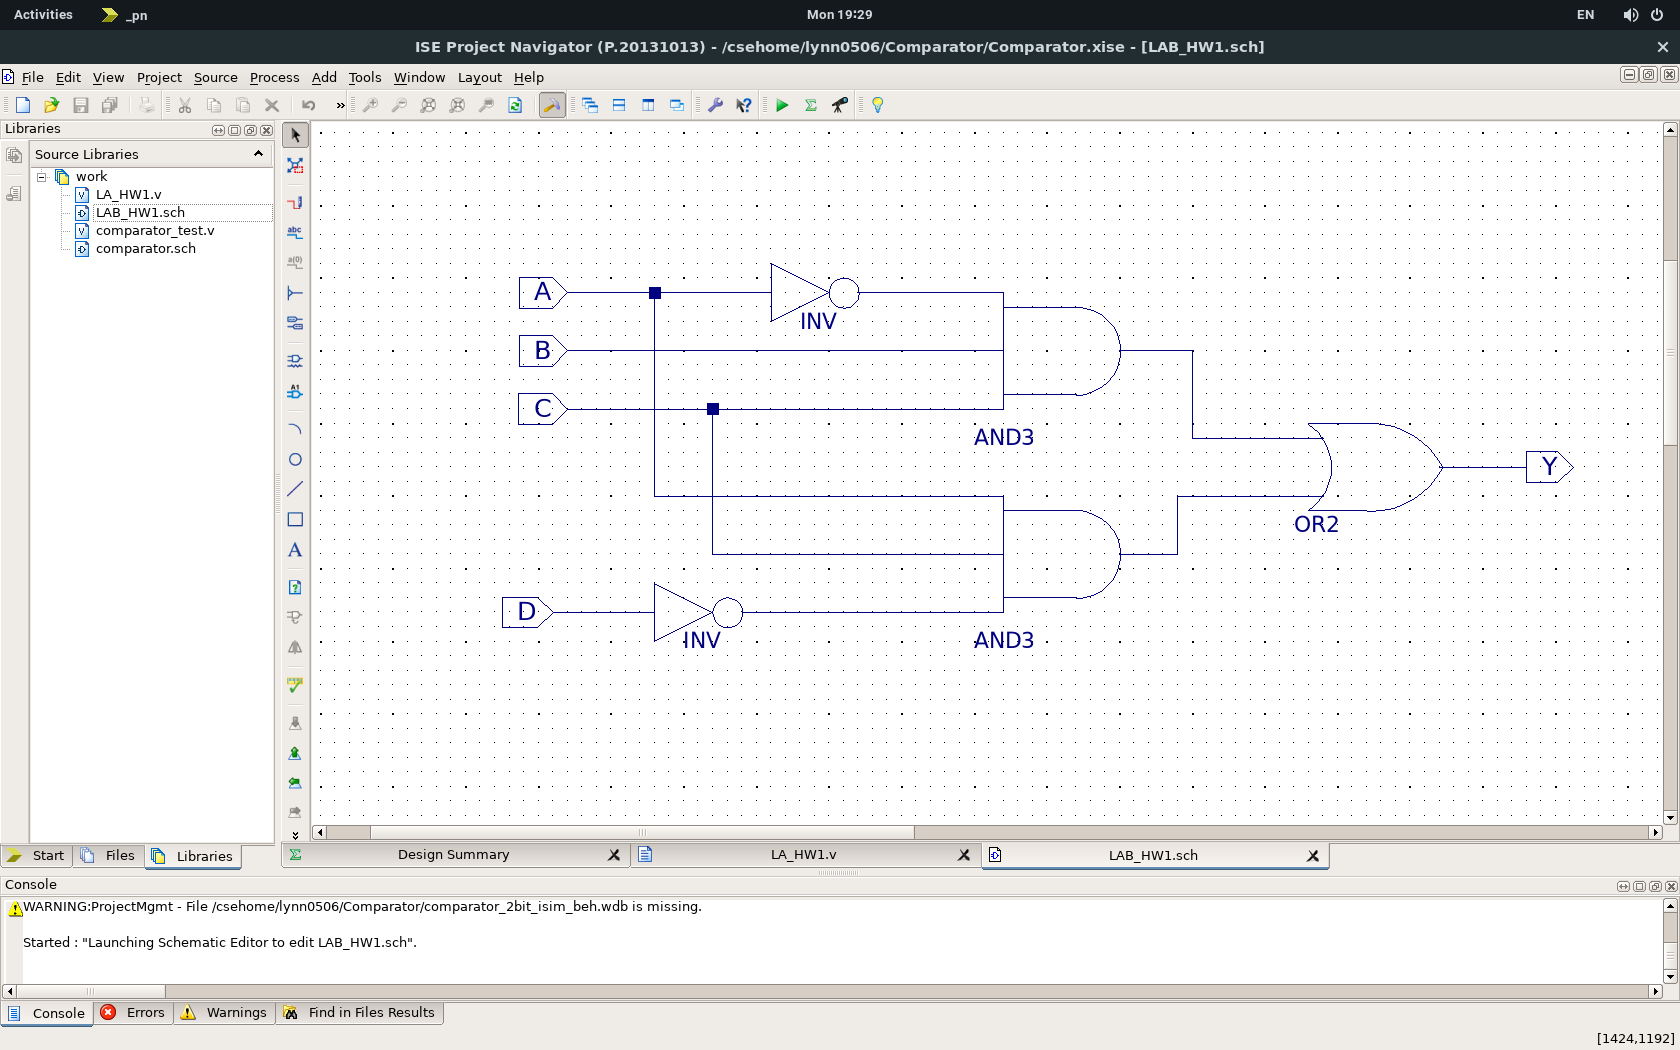 Activities _pn Mon 19:29 EN
ISE Project Navigator (P.20131013) - /csehome/lynn0506/Comparator/Comparator.xise - [LAB_HW1.sch]
File Edit View Project Source Process Add Tools Window Layout Help
»
Libraries
Source Libraries
work
LA_HW1.v
LAB_HW1.sch
comparator_test.v
comparator.sch
abc
a(0)
A1
A
A
INV
B
C
AND3
Y
OR2
D
INV
AND3
Start Files Libraries
Design Summary LA_HW1.v LAB_HW1.sch
Console
WARNING:ProjectMgmt - File /csehome/lynn0506/Comparator/comparator_2bit_isim_beh.wdb is missing.
Started : "Launching Schematic Editor to edit LAB_HW1.sch".
Console Errors Warnings Find in Files Results
[1424,1192]